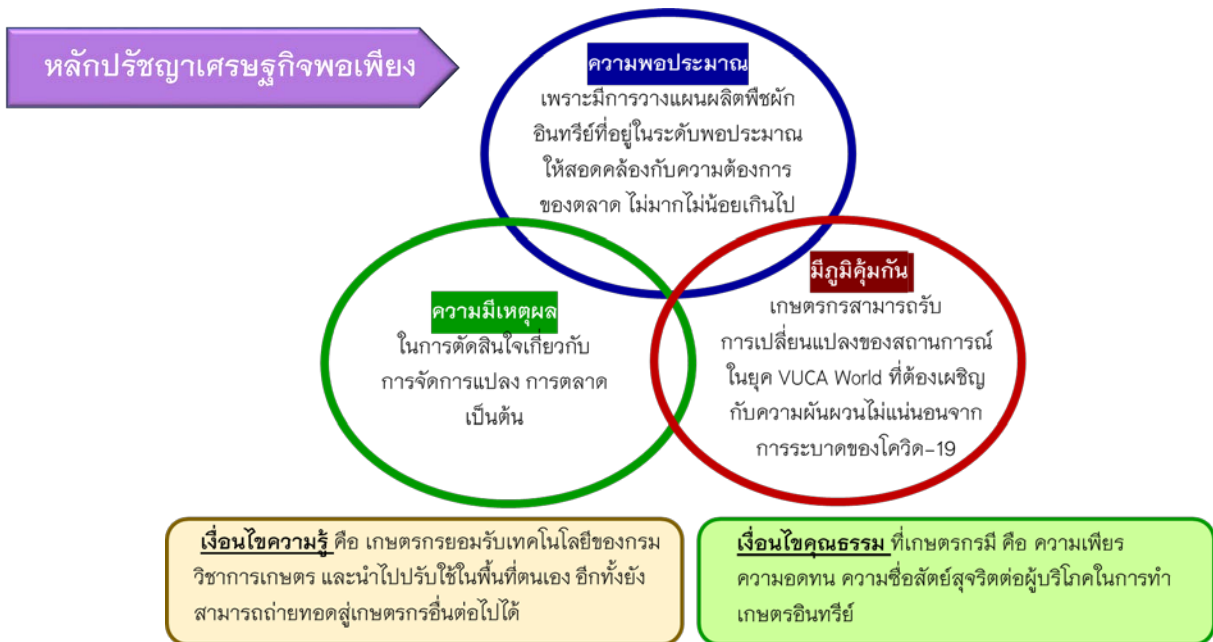 หลักปรัชญาเศรษฐกิจพอเพียง
ความพอประมาณ
เพราะมีการวางแผนผลิตพืชผัก
อินทรีย์ที่อยู่ในระดับพอประมาณ
ให้สอดคล้องกับความต้องการ
ของตลาด ไม่มากไม่น้อยเกินไป
ความมีเหตุผล
ในการตัดสินใจเกี่ยวกับ
การจัดการแปลง การตลาด
เป็นต้น
มีภูมิคุ้มกัน
เกษตรกรสามารถรับ
การเปลี่ยนแปลงของสถานการณ์
ในยุค VUCA World ที่ต้องเผชิญ
กับความผันผวนไม่แน่นอนจาก
การระบาดของโควิด-19
เงื่อนไขความรู้ คือ เกษตรกรยอมรับเทคโนโลยีของกรม
วิชาการเกษตร และนำไปปรับใช้ในพื้นที่ตนเอง อีกทั้งยัง
สามารถถ่ายทอดสู่เกษตรกรอื่นต่อไปได้
เงื่อนไขคุณธรรม ที่เกษตรกรมี คือ ความเพียร
ความอดทน ความซื่อสัตย์สุจริตต่อผู้บริโภคในการทำ
เกษตรอินทรีย์